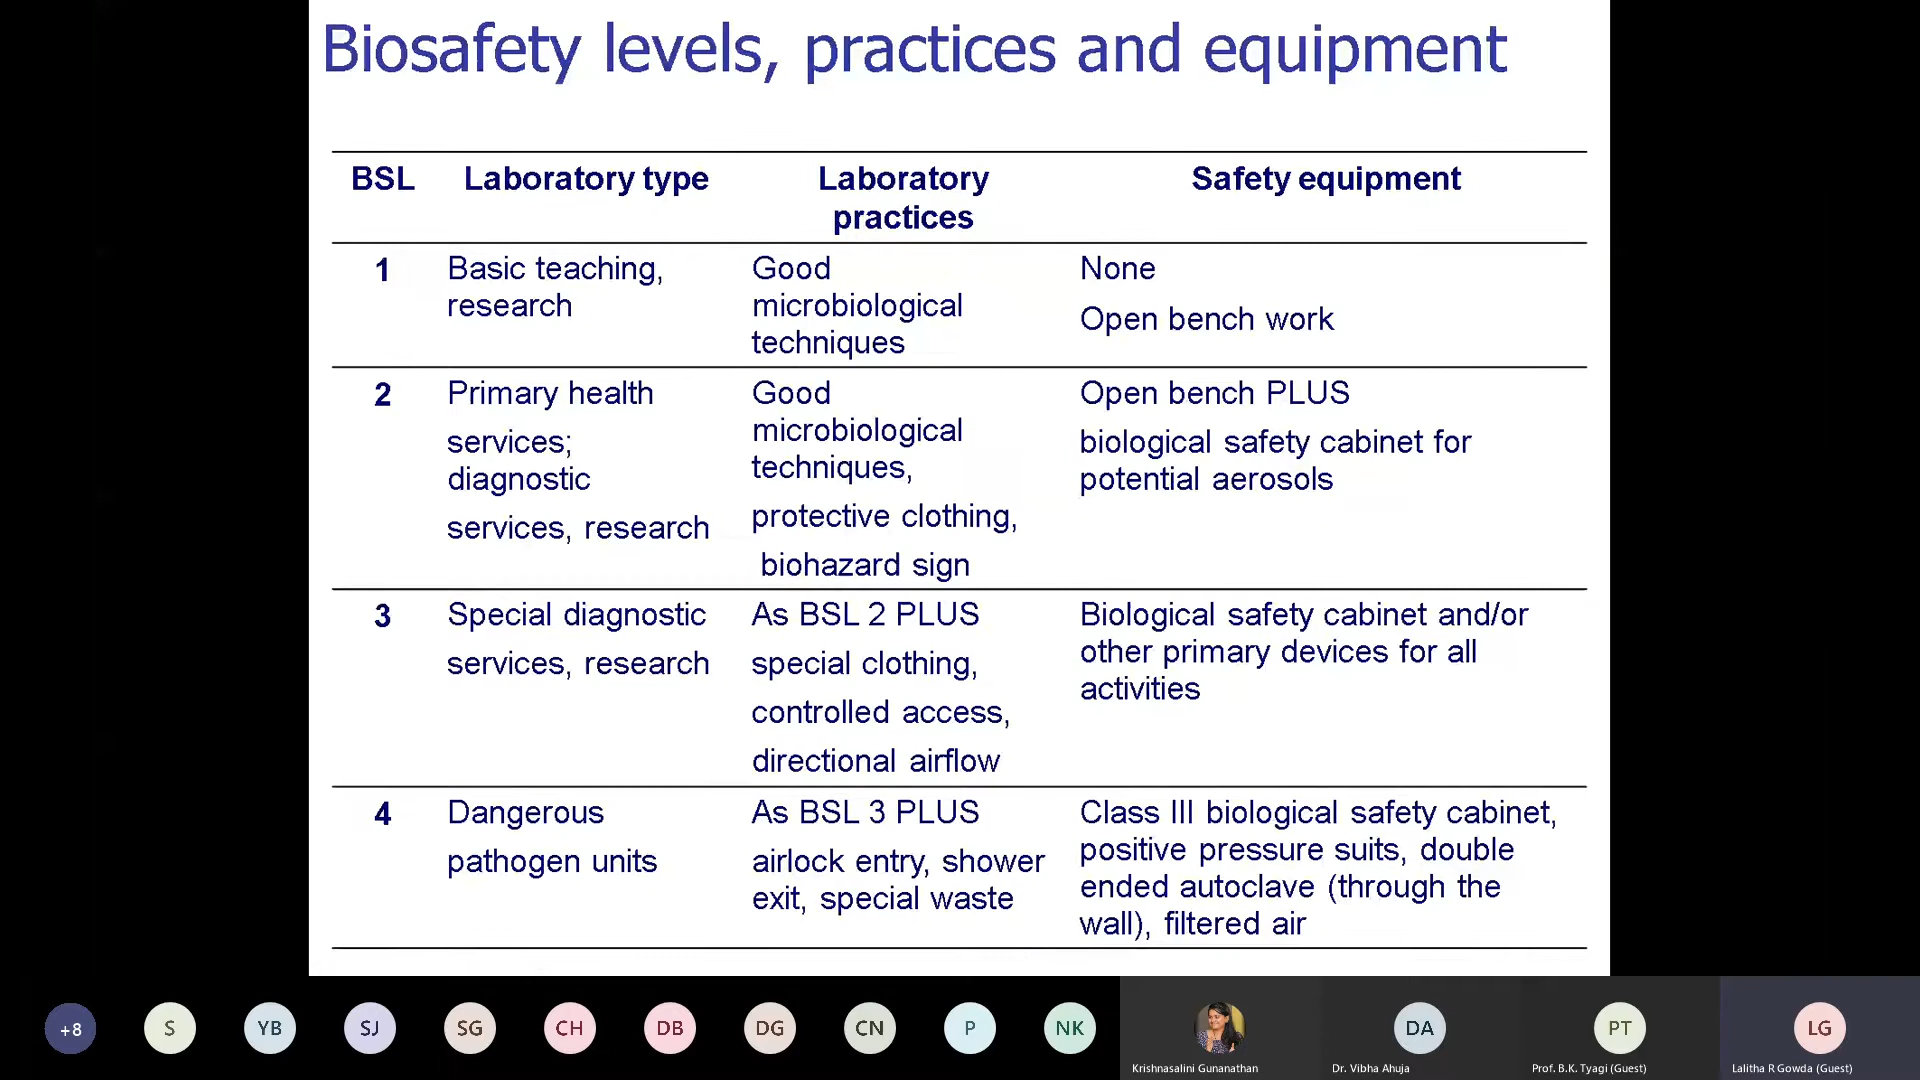 Biosafety levels, practices and equipment
BSL Laboratory type Laboratory practices Safety equipment
1 Basic teaching,
research
Good
microbiological
techniques
None
Open bench work
2 Primary health
services;
diagnostic
services, research
Good
microbiological
techniques,
protective clothing,
biohazard sign
Open bench PLUS
biological safety cabinet for
potential aerosols
3 Special diagnostic
services, research
As BSL 2 PLUS
special clothing,
controlled access,
directional airflow
Biological safety cabinet and/or
other primary devices for all
activities
4 Dangerous
pathogen units
As BSL 3 PLUS
airlock entry, shower
exit, special waste
Class III biological safety cabinet,
positive pressure suits, double
ended autoclave (through the
wall), filtered air
+8 S YB SJ SG CH DB DG CN P NK DA PT LG
Krishnasalini Gunanathan Dr. Vibha Ahuja Prof. B.K. Tyagi (Guest) Lalitha R Gowda (Guest)